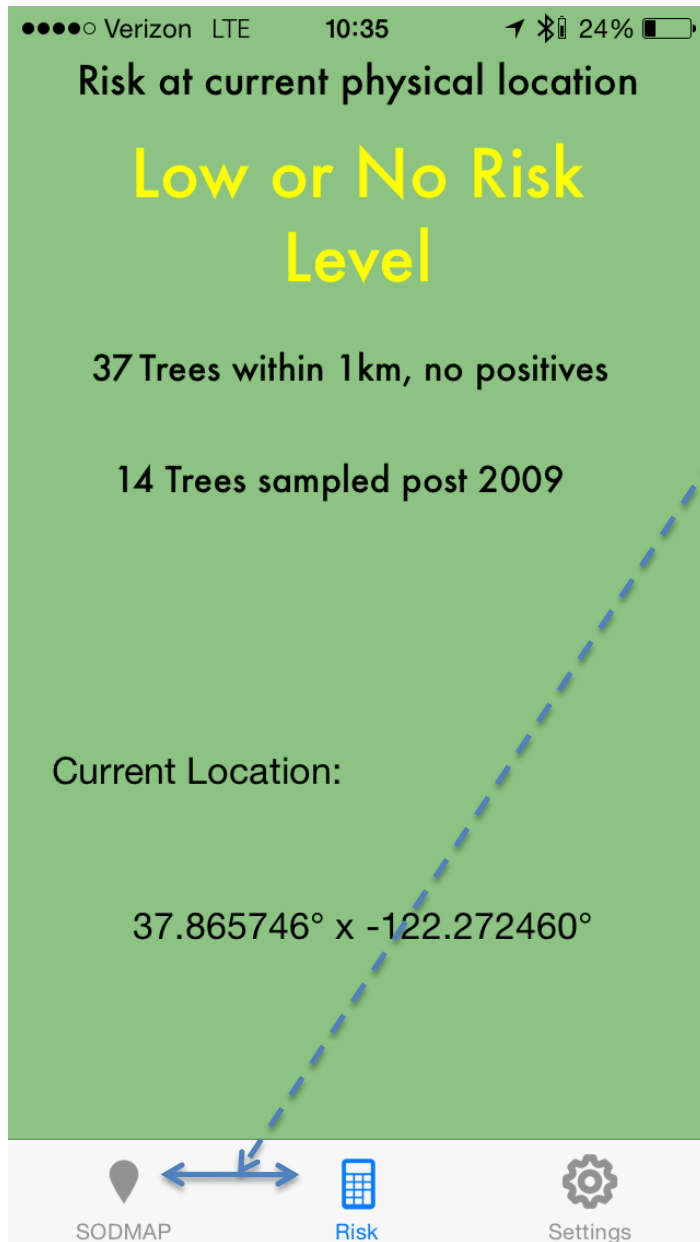 Verizon LTE 10:35 24%
Risk at current physical location
Low or No Risk
Level
37 Trees within 1km, no positives
14 Trees sampled post 2009
Current Location:
37.865746° x -122.272460°
SODMAP Risk Settings